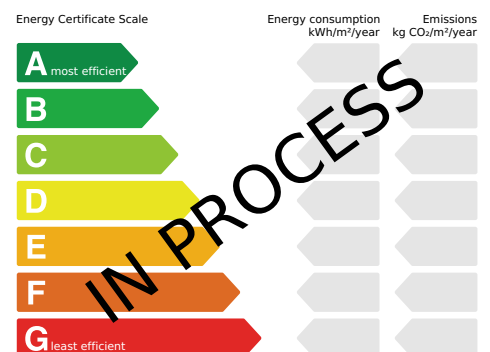 Energy Certificate Scale
Energy consumption
kWh/m²/year
Emissions
kg CO₂/m²/year
A most efficient
B
C
D
E
F
G least efficient
IN PROCESS